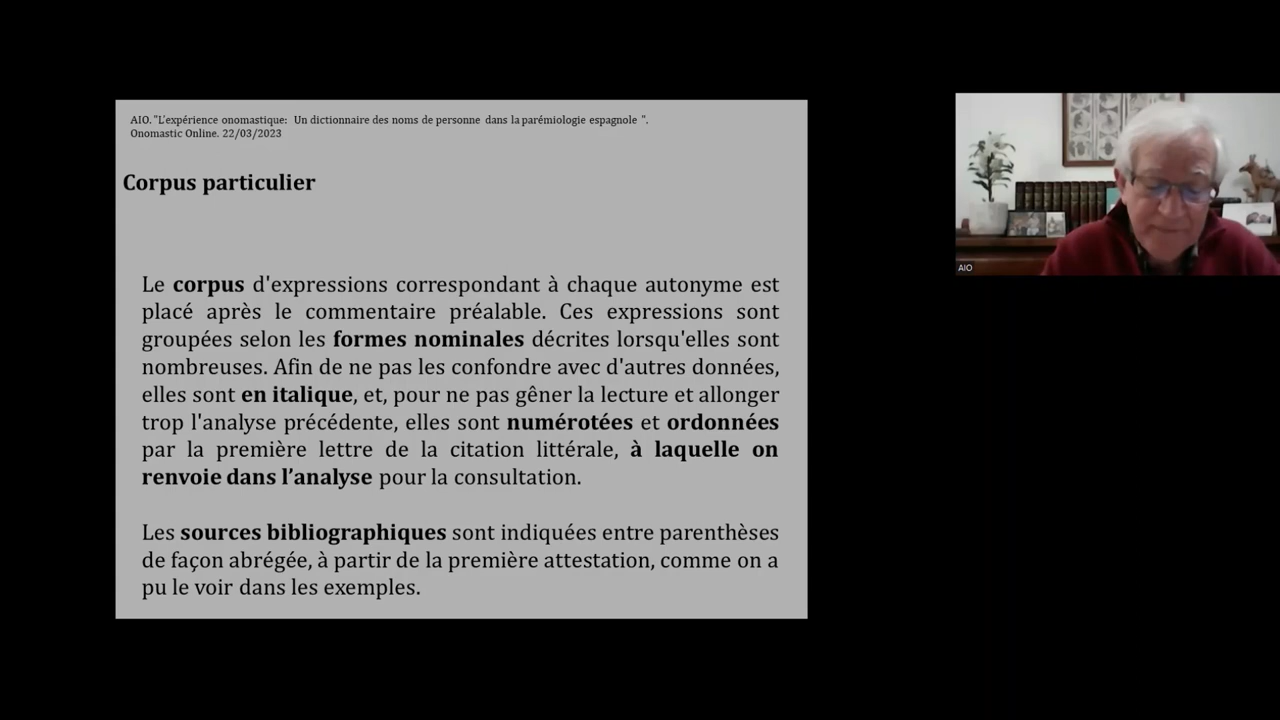 AIO. "L'expérience onomastique: Un dictionnaire des noms de personne dans la parémiologie espagnole ".
Onomastic Online. 22/03/2023
Corpus particulier
Le corpus d'expressions correspondant à chaque autonyme est
placé après le commentaire préalable. Ces expressions sont
groupées selon les formes nominales décrites lorsqu'elles sont
nombreuses. Afin de ne pas les confondre avec d'autres données,
elles sont en italique, et, pour ne pas gêner la lecture et allonger
trop l'analyse précédente, elles sont numérotées et ordonnées
par la première lettre de la citation littérale, à laquelle on
renvoie dans l’analyse pour la consultation.
Les sources bibliographiques sont indiquées entre parenthèses
de façon abrégée, à partir de la première attestation, comme on a
pu le voir dans les exemples.
AIO